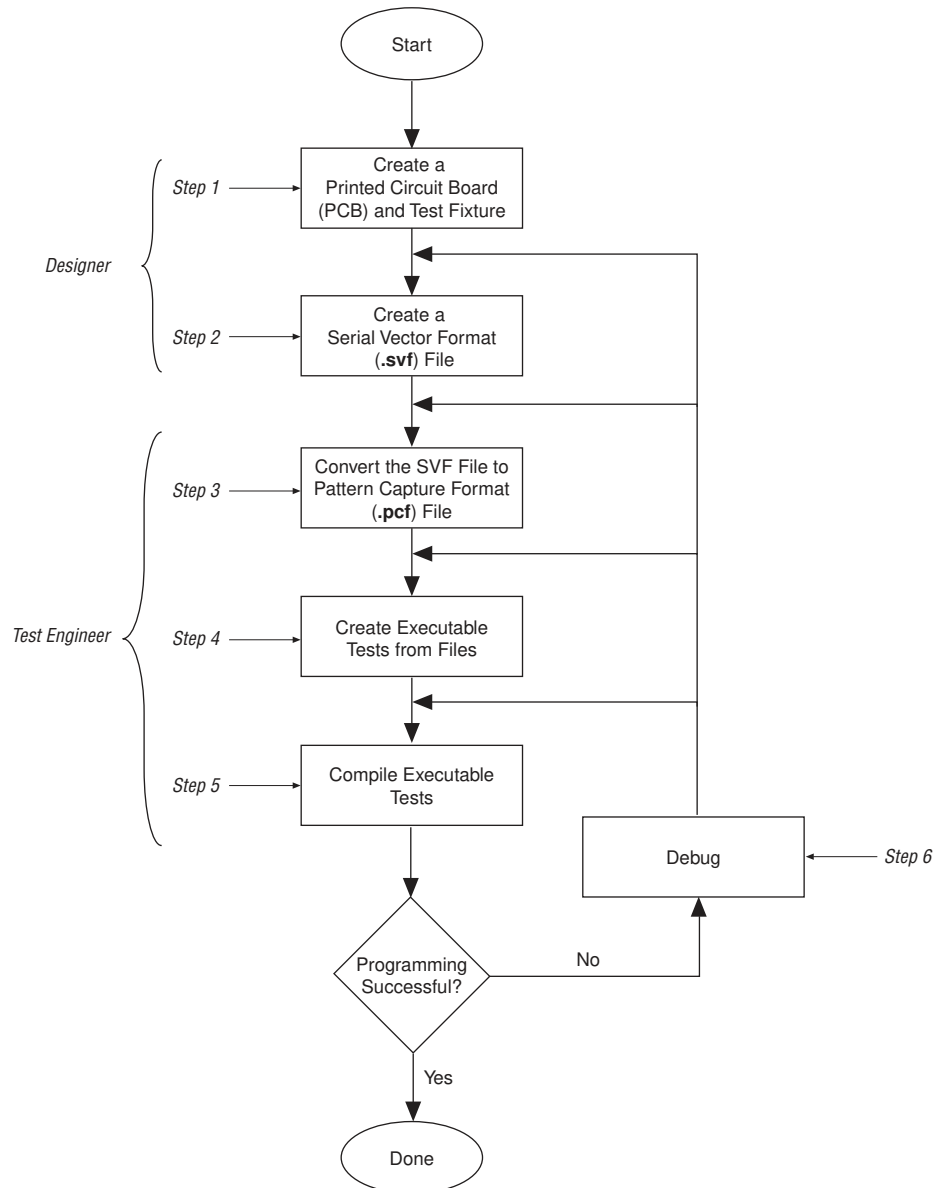 Start
Create a
Printed Circuit Board
(PCB) and Test Fixture
Step 1
Designer
Create a
Serial Vector Format
(.svf) File
Step 2
Convert the SVF File to
Pattern Capture Format
(.pcf) File
Step 3
Test Engineer
Create Executable
Tests from Files
Step 4
Compile Executable
Tests
Step 5
Debug
Step 6
Programming
Successful?
No
Yes
Done